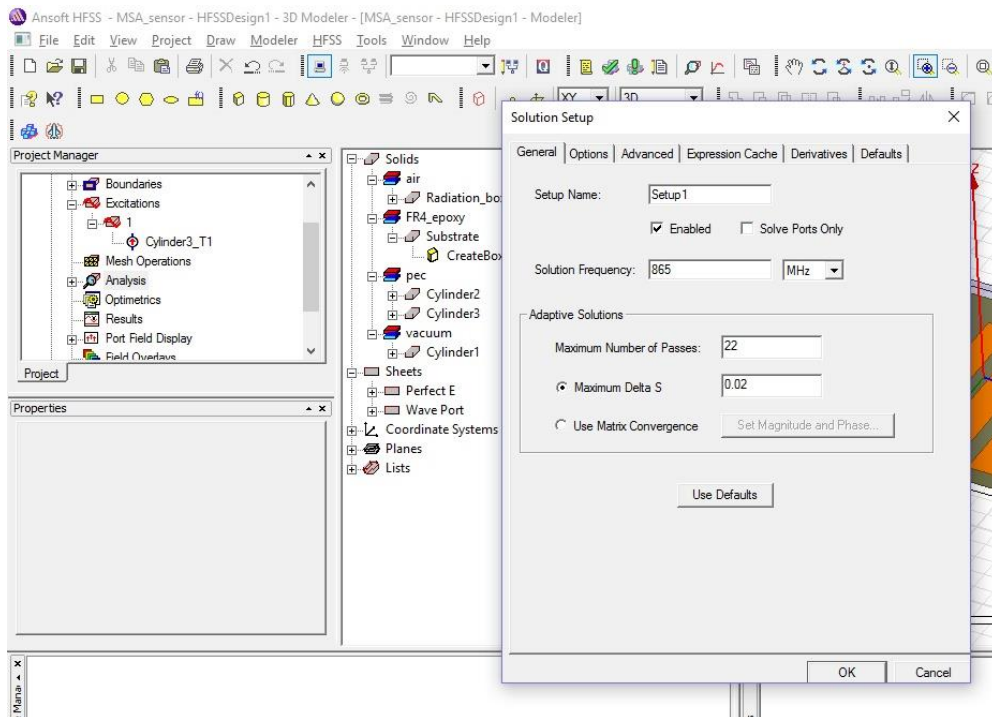 Ansoft HFSS - MSA_sensor - HFSSDesign1 - 3D Modeler - [MSA_sensor - HFSSDesign1 - Modeler]
File Edit View Project Draw Modeler HFSS Tools Window Help
XY 3D
Project Manager
Boundaries
Excitations
1
Cylinder3_T1
Mesh Operations
Analysis
Optimetrics
Results
Port Field Display
Field Overlays
Project
Properties
Solids
air
Radiation_bo
FR4_epoxy
Substrate
CreateBox
pec
Cylinder2
Cylinder3
vacuum
Cylinder1
Sheets
Perfect E
Wave Port
Coordinate Systems
Planes
Lists
Solution Setup
General Options Advanced Expression Cache Derivatives Defaults
Setup Name: Setup1
Enabled Solve Ports Only
Solution Frequency: 865 MHz
Adaptive Solutions
Maximum Number of Passes: 22
Maximum Delta S 0.02
Use Matrix Convergence Set Magnitude and Phase...
Use Defaults
OK Cancel
Z